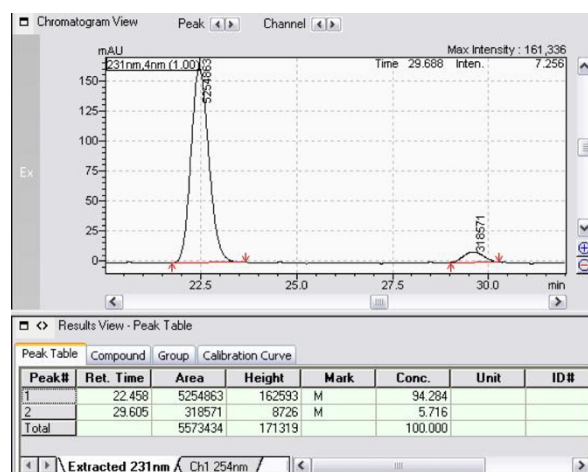 Chromatogram View Peak Channel
mAU
Max Intensity : 161,336
231nm,4nm (1.00)
Time 29.688 Inten. 7.256
5254863
318571
150
125
100
75
50
25
0
22.5 25.0 27.5 30.0 min
Ex
Results View - Peak Table
Peak Table Compound Group Calibration Curve
Peak# Ret. Time Area Height Mark Conc. Unit ID#
1 22.458 5254863 162593 M 94.284
2 29.605 318571 8726 M 5.716
Total 5573434 171319 100.000
Extracted 231nm Ch1 254nm